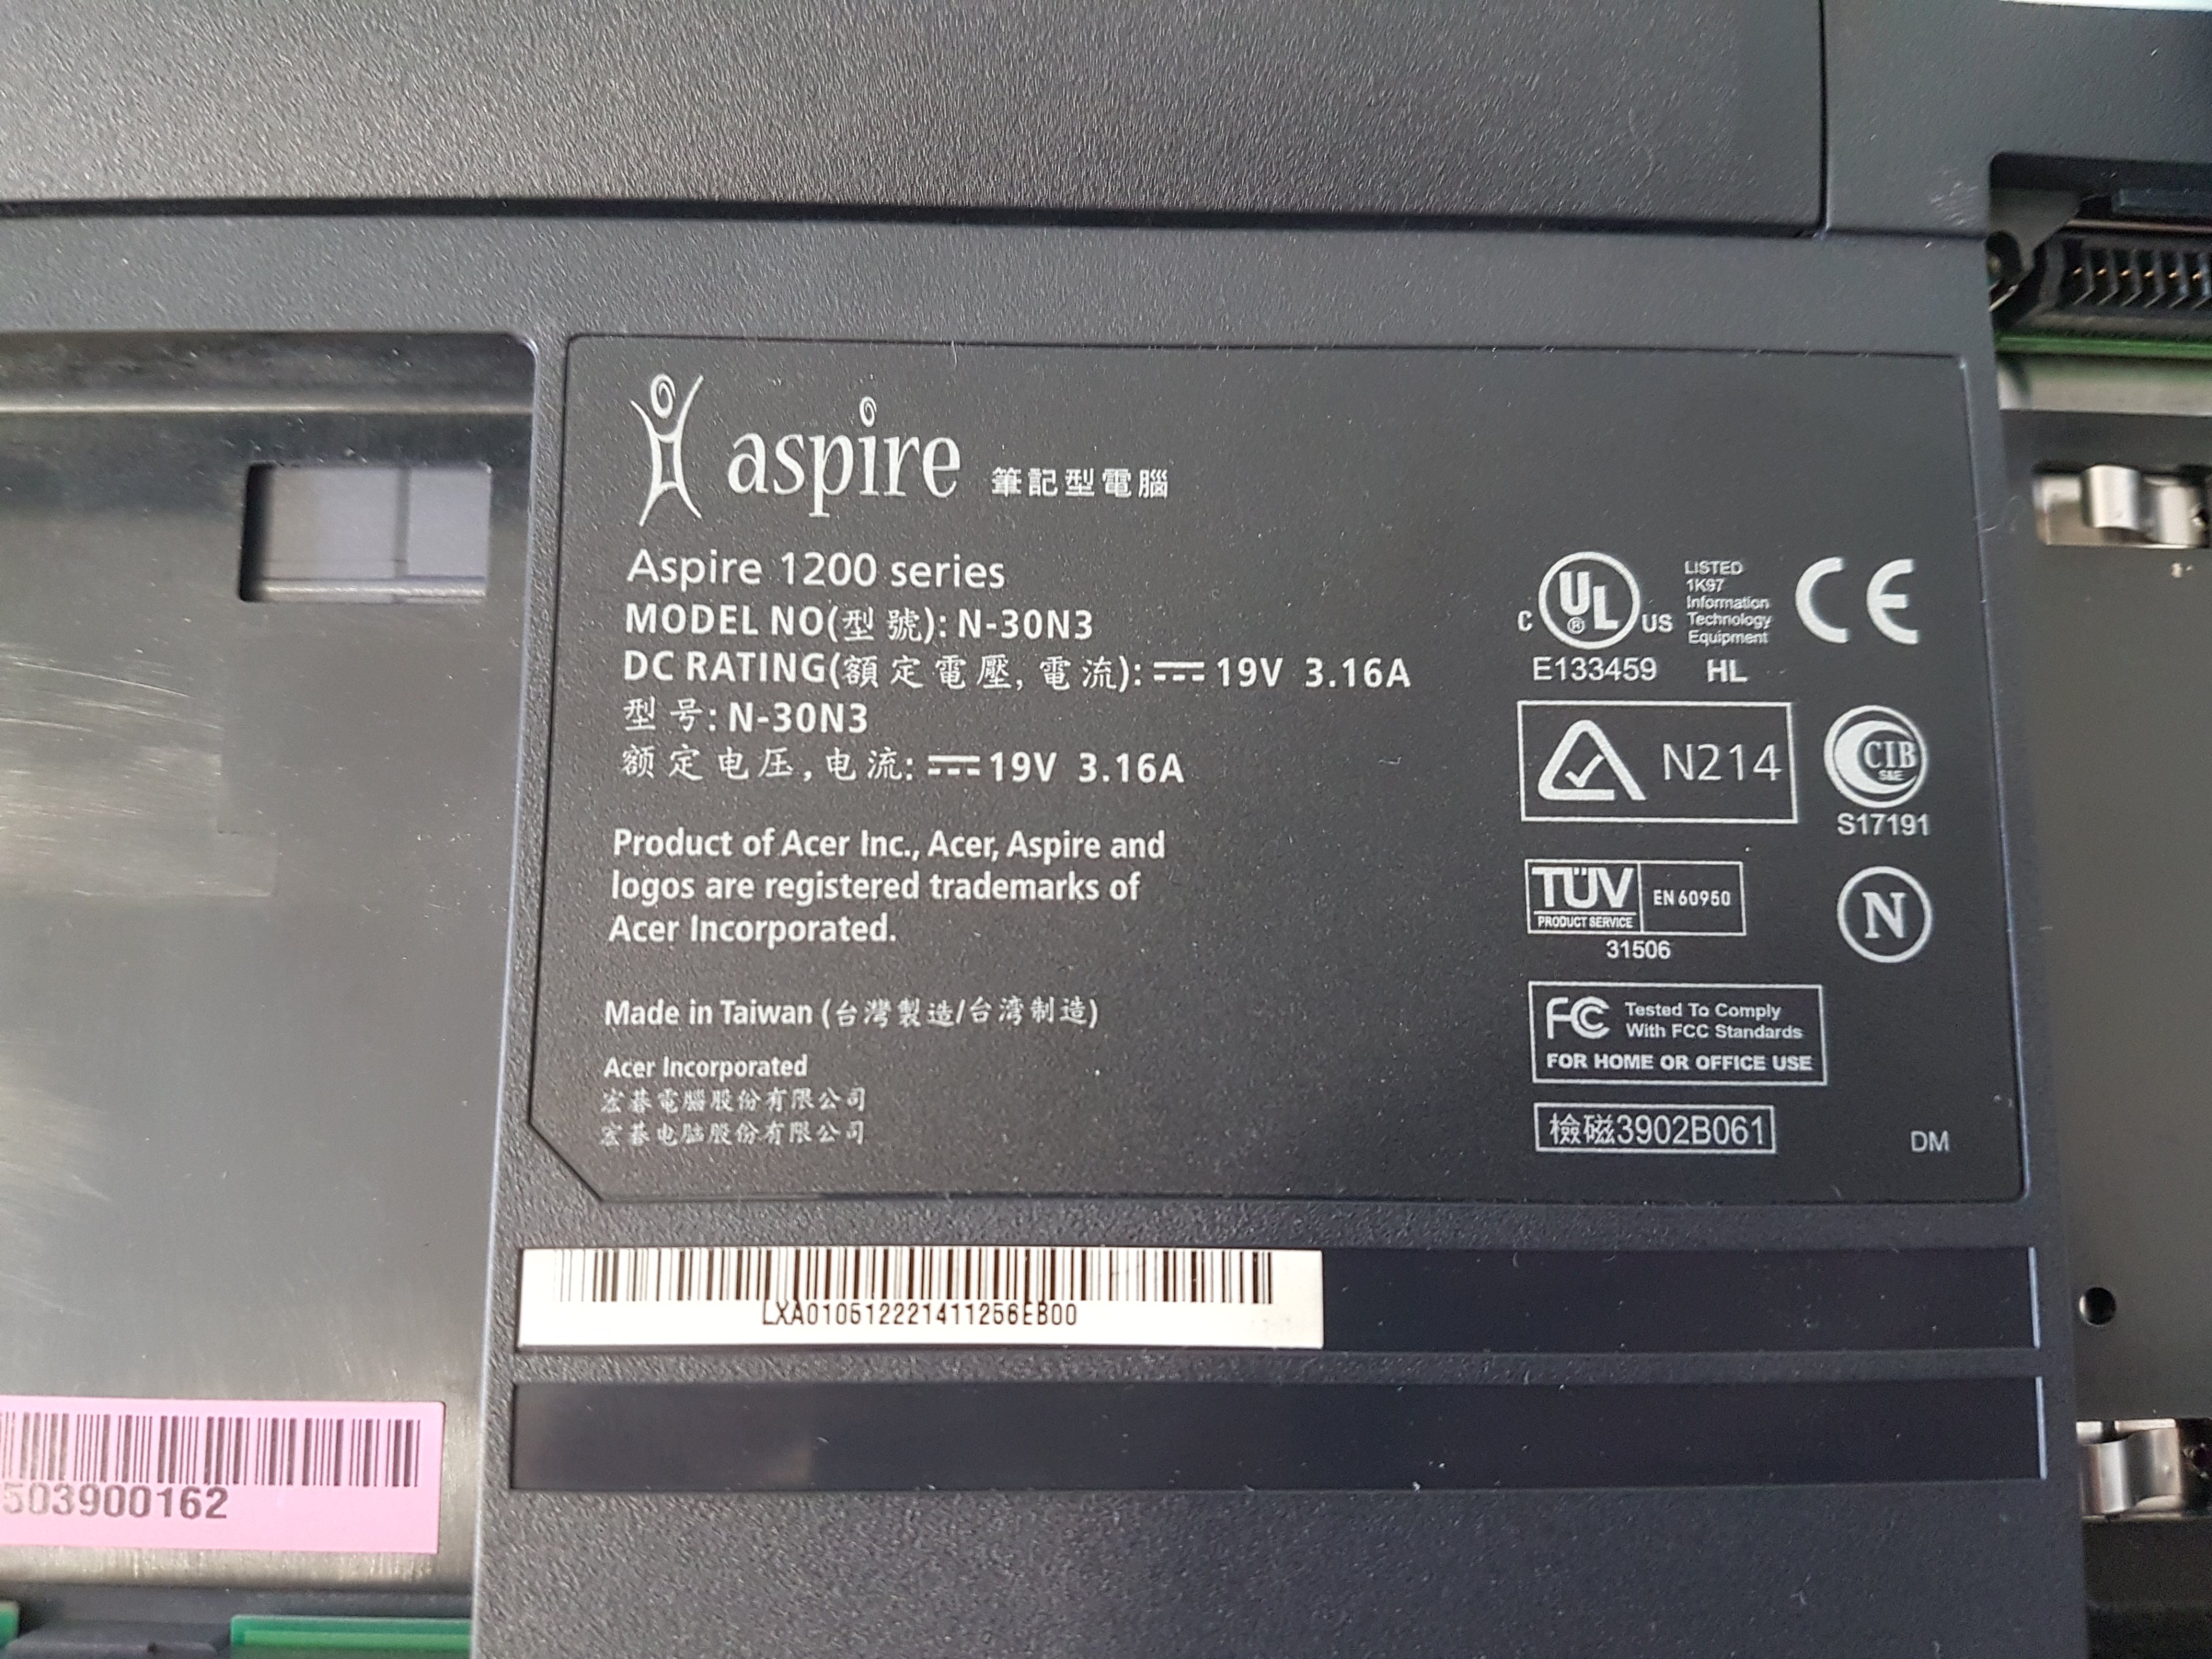 aspire 筆記型電腦
Aspire 1200 series
MODEL NO(型號): N-30N3
DC RATING(額定電壓, 電流): 19V 3.16A
型号: N-30N3
额定电压, 电流: 19V 3.16A
Product of Acer Inc., Acer, Aspire and
logos are registered trademarks of
Acer Incorporated.
Made in Taiwan (台灣製造/台湾制造)
Acer Incorporated
宏碁電腦股份有限公司
宏碁电脑股份有限公司
C UL ® US
LISTED
1K97
Information
Technology
Equipment
E133459 HL
CE
N214
CIB
S&E
S17191
TÜV
PRODUCT SERVICE
EN 60950
31506
N
FC Tested To Comply
With FCC Standards
FOR HOME OR OFFICE USE
檢磁3902B061
DM
LXA010512221411256EB00
503900162